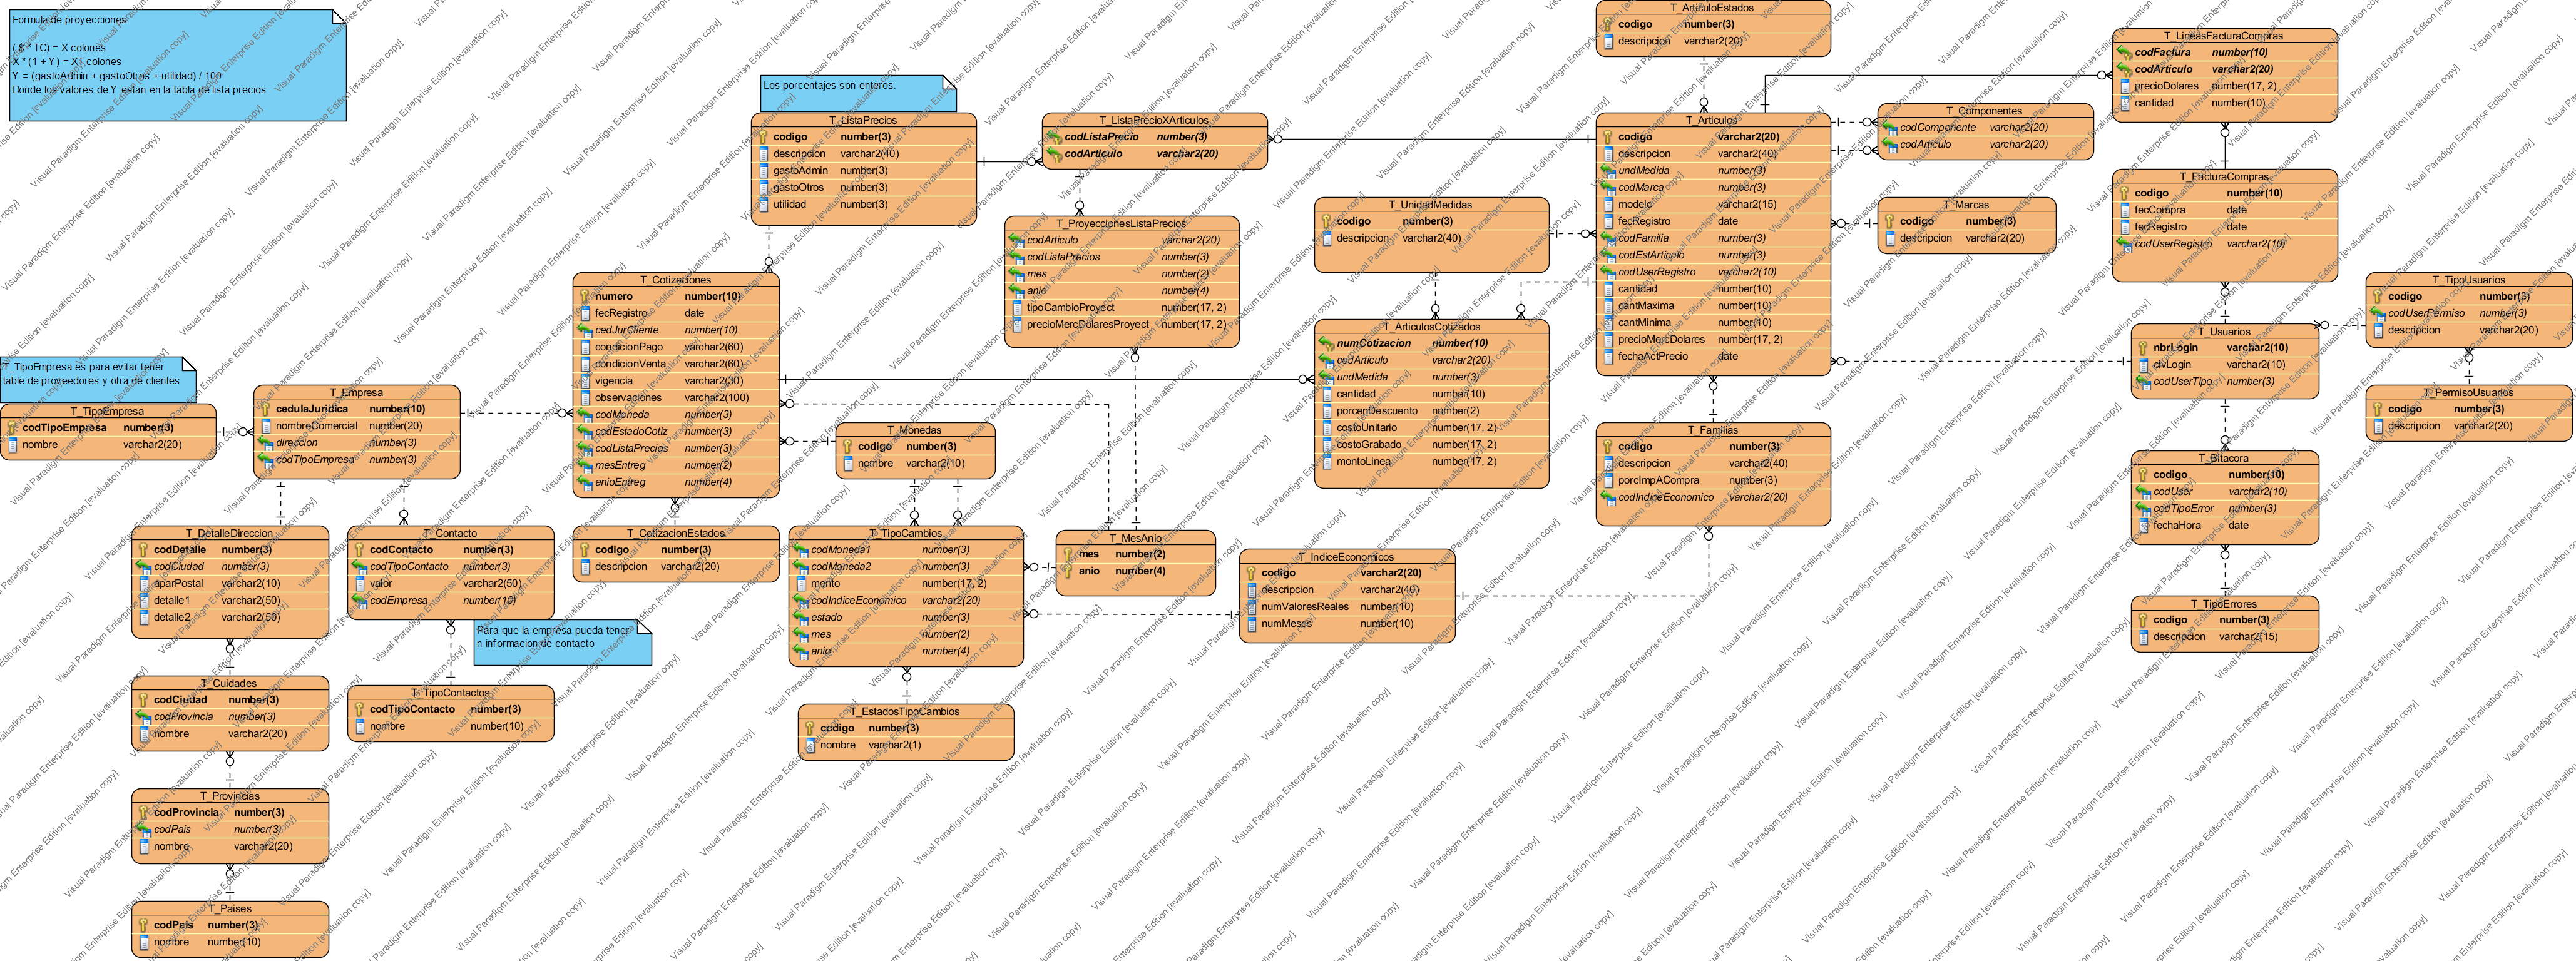 Formula de proyecciones:
( $ * TC) = X colones
X * (1 + Y) = XT colones
Y = (gastoAdmin + gastoOtros + utilidad) / 100
Donde los valores de Y estan en la tabla de lista precios
Los porcentajes son enteros.
T_TipoEmpresa es para evitar tener
table de proveedores y otra de clientes
Para que la empresa pueda tener
n informacion de contacto
T_TipoEmpresa
codTipoEmpresa number(3)
nombre varchar2(20)
T_Empresa
cedulaJuridica number(10)
nombreComercial number(20)
direccion number(3)
codTipoEmpresa number(3)
T_DetalleDireccion
codDetalle number(3)
codCiudad number(3)
aparPostal varchar2(10)
detalle1 varchar2(50)
detalle2 varchar2(50)
T_Cuidades
codCiudad number(3)
codProvincia number(3)
nombre varchar2(20)
T_Provincias
codProvincia number(3)
codPais number(3)
nombre varchar2(20)
T_Paises
codPais number(3)
nombre number(10)
T_Contacto
codContacto number(3)
codTipoContacto number(3)
valor varchar2(50)
codEmpresa number(10)
T_TipoContactos
codTipoContacto number(3)
nombre number(10)
T_Cotizaciones
numero number(10)
fecRegistro date
cedJurCliente number(10)
condicionPago varchar2(60)
condicionVenta varchar2(60)
vigencia varchar2(30)
observaciones varchar2(100)
codMoneda number(3)
codEstadoCotiz number(3)
codListaPrecios number(3)
mesEntreg number(2)
anioEntreg number(4)
T_CotizacionEstados
codigo number(3)
descripcion varchar2(20)
T_ListaPrecios
codigo number(3)
descripcion varchar2(40)
gastoAdmin number(3)
gastoOtros number(3)
utilidad number(3)
T_ListaPrecioXArticulos
codListaPrecio number(3)
codArticulo varchar2(20)
T_ProyeccionesListaPrecios
codArticulo varchar2(20)
codListaPrecios number(3)
mes number(2)
anio number(4)
tipoCambioProyect number(17, 2)
precioMercDolaresProyect number(17, 2)
T_Monedas
codigo number(3)
nombre varchar2(10)
T_TipoCambios
codMoneda1 number(3)
codMoneda2 number(3)
monto number(17, 2)
codIndiceEconomico varchar2(20)
estado number(3)
mes number(2)
anio number(4)
T_EstadosTipoCambios
codigo number(3)
nombre varchar2(1)
T_MesAnio
mes number(2)
anio number(4)
T_IndiceEconomicos
codigo varchar2(20)
descripcion varchar2(40)
numValoresReales number(10)
numMeses number(10)
T_UnidadMedidas
codigo number(3)
descripcion varchar2(40)
T_ArticulosCotizados
numCotizacion number(10)
codArticulo varchar2(20)
undMedida number(3)
cantidad number(10)
porcenDescuento number(2)
costoUnitario number(17, 2)
costoGrabado number(17, 2)
montoLinea number(17, 2)
T_ArticuloEstados
codigo number(3)
descripcion varchar2(20)
T_Articulos
codigo varchar2(20)
descripcion varchar2(40)
undMedida number(3)
codMarca number(3)
modelo varchar2(15)
fecRegistro date
codFamilia number(3)
codEstArticulo number(3)
codUserRegistro varchar2(10)
cantidad number(10)
cantMaxima number(10)
cantMinima number(10)
precioMercDolares number(17, 2)
fechaActPrecio date
T_Familias
codigo number(3)
descripcion varchar2(40)
porcImpACompra number(3)
codIndiceEconomico varchar2(20)
T_Componentes
codComponente varchar2(20)
codArticulo varchar2(20)
T_Marcas
codigo number(3)
descripcion varchar2(20)
T_LineasFacturaCompras
codFactura number(10)
codArticulo varchar2(20)
precioDolares number(17, 2)
cantidad number(10)
T_FacturaCompras
codigo number(10)
fecCompra date
fecRegistro date
codUserRegistro varchar2(10)
T_Usuarios
nbrLogin varchar2(10)
clvLogin varchar2(10)
codUserTipo number(3)
T_TipoUsuarios
codigo number(3)
codUserPermiso number(3)
descripcion varchar2(20)
T_PermisoUsuarios
codigo number(3)
descripcion varchar2(20)
T_Bitacora
codigo number(10)
codUser varchar2(10)
codTipoError number(3)
fechaHora date
T_TipoErrores
codigo number(3)
descripcion varchar2(15)
Visual Paradigm Enterprise Edition [evaluation copy]